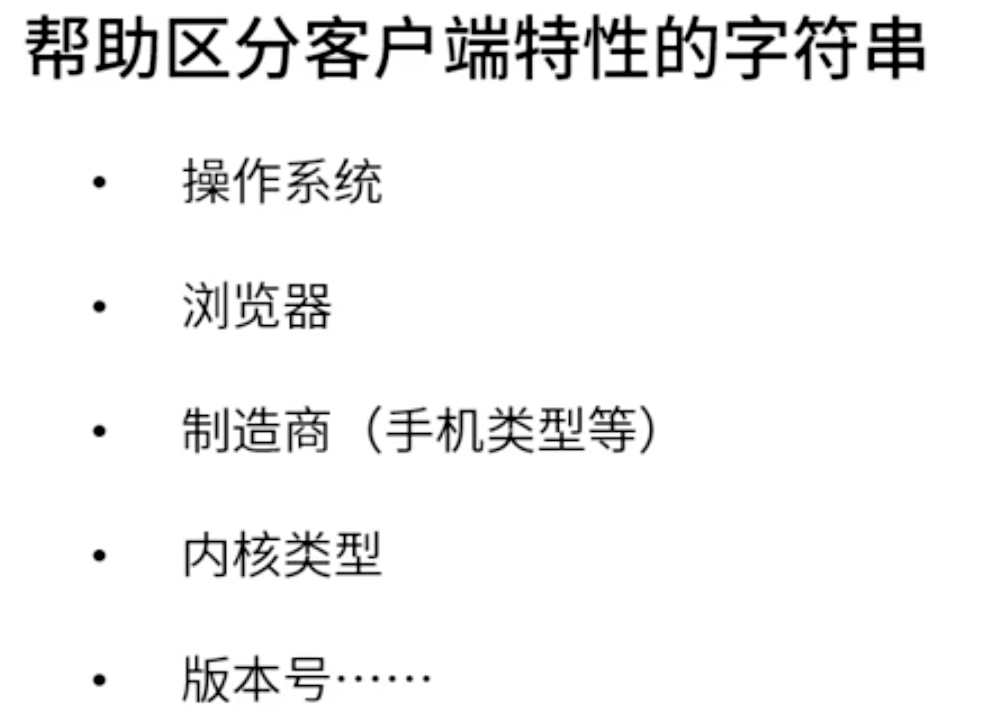 帮助区分客户端特性的字符串
• 操作系统
• 浏览器
• 制造商（手机类型等）
• 内核类型
• 版本号……